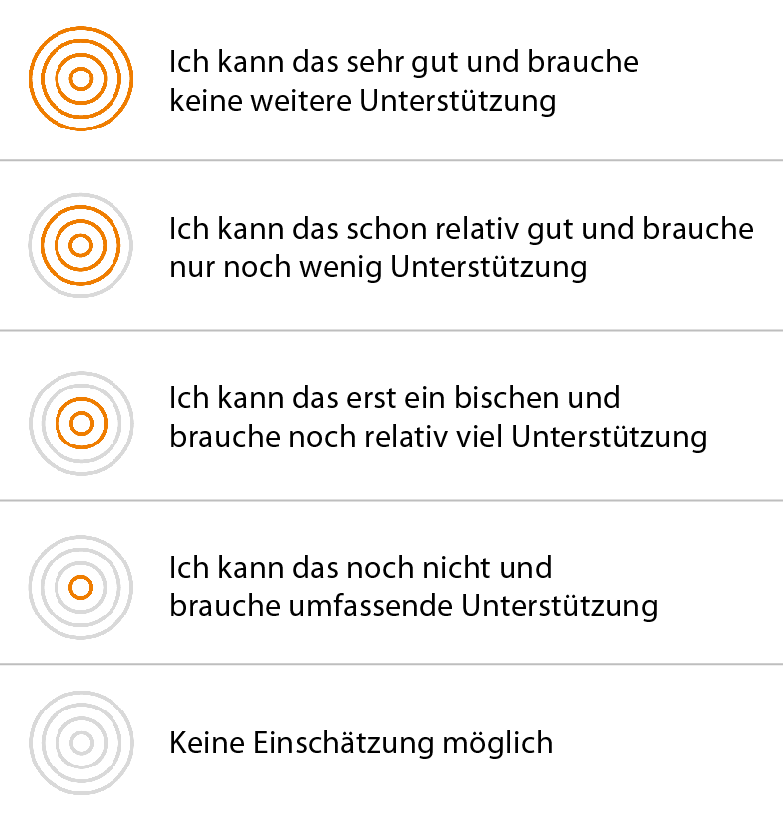 Ich kann das sehr gut und brauche
keine weitere Unterstützung
Ich kann das schon relativ gut und brauche
nur noch wenig Unterstützung
Ich kann das erst ein bischen und
brauche noch relativ viel Unterstützung
Ich kann das noch nicht und
brauche umfassende Unterstützung
Keine Einschätzung möglich